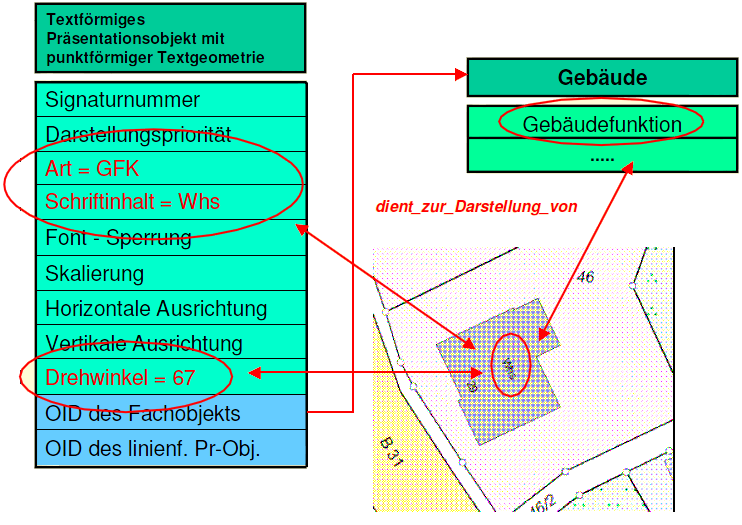 Textförmiges
Präsentationsobjekt mit
punktförmiger Textgeometrie
Signaturnummer
Darstellungspriorität
Art = GFK
Schriftinhalt = Whs
Font - Sperrung
Skalierung
Horizontale Ausrichtung
Vertikale Ausrichtung
Drehwinkel = 67
OID des Fachobjekts
OID des linienf. Pr-Obj.
Gebäude
Gebäudefunktion
.....
dient_zur_Darstellung_von
46
Whs
B 31
46/2